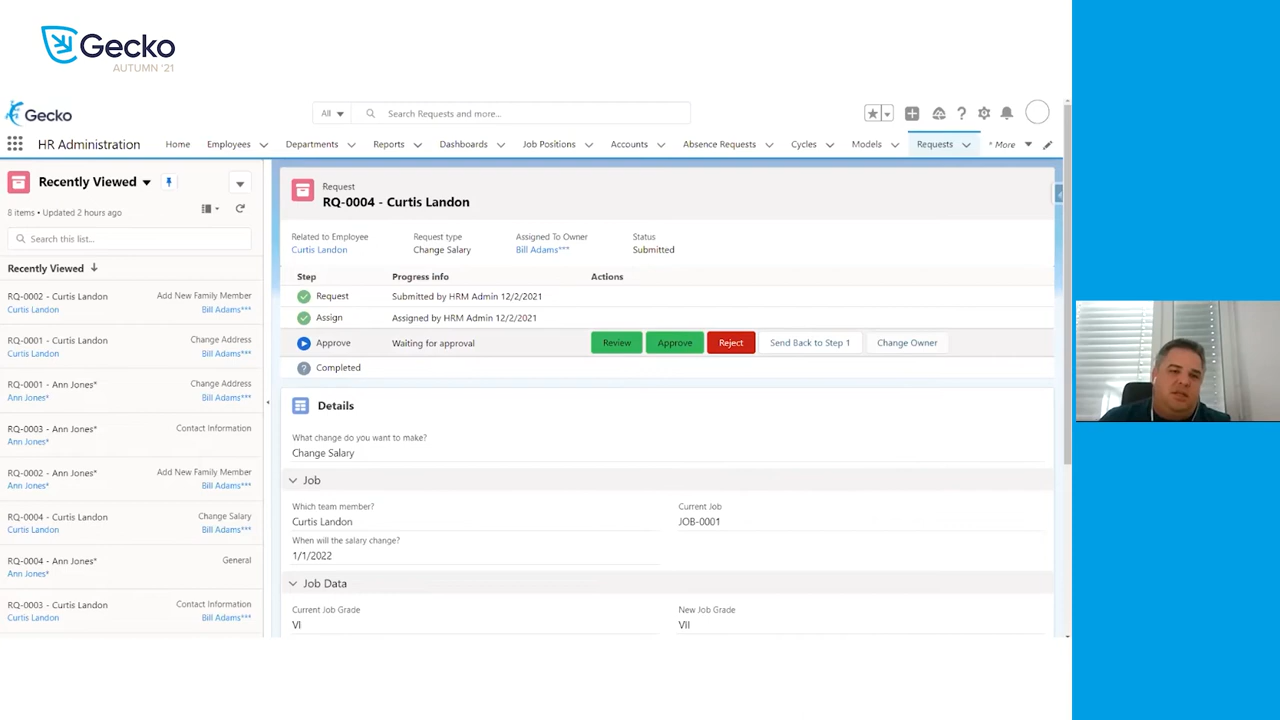 Gecko
AUTUMN '21
Gecko
All
Search Requests and more...
HR Administration
Home
Employees
Departments
Reports
Dashboards
Job Positions
Accounts
Absence Requests
Cycles
Models
Requests
* More
Recently Viewed
8 items • Updated 2 hours ago
Search this list...
Recently Viewed
RQ-0002 - Curtis Landon Add New Family Member
Curtis Landon Bill Adams***
RQ-0001 - Curtis Landon Change Address
Curtis Landon Bill Adams***
RQ-0001 - Ann Jones* Change Address
Ann Jones* Bill Adams***
RQ-0003 - Ann Jones* Contact Information
Ann Jones*
RQ-0002 - Ann Jones* Add New Family Member
Ann Jones* Bill Adams***
RQ-0004 - Curtis Landon Change Salary
Curtis Landon Bill Adams***
RQ-0004 - Ann Jones* General
Ann Jones*
RQ-0003 - Curtis Landon Contact Information
Curtis Landon Bill Adams***
Request
RQ-0004 - Curtis Landon
Related to Employee Request type Assigned To Owner Status
Curtis Landon Change Salary Bill Adams*** Submitted
Step Progress info Actions
Request Submitted by HRM Admin 12/2/2021
Assign Assigned by HRM Admin 12/2/2021
Approve Waiting for approval Review Approve Reject Send Back to Step 1 Change Owner
Completed
Details
What change do you want to make?
Change Salary
Job
Which team member? Current Job
Curtis Landon JOB-0001
When will the salary change?
1/1/2022
Job Data
Current Job Grade New Job Grade
VI VII